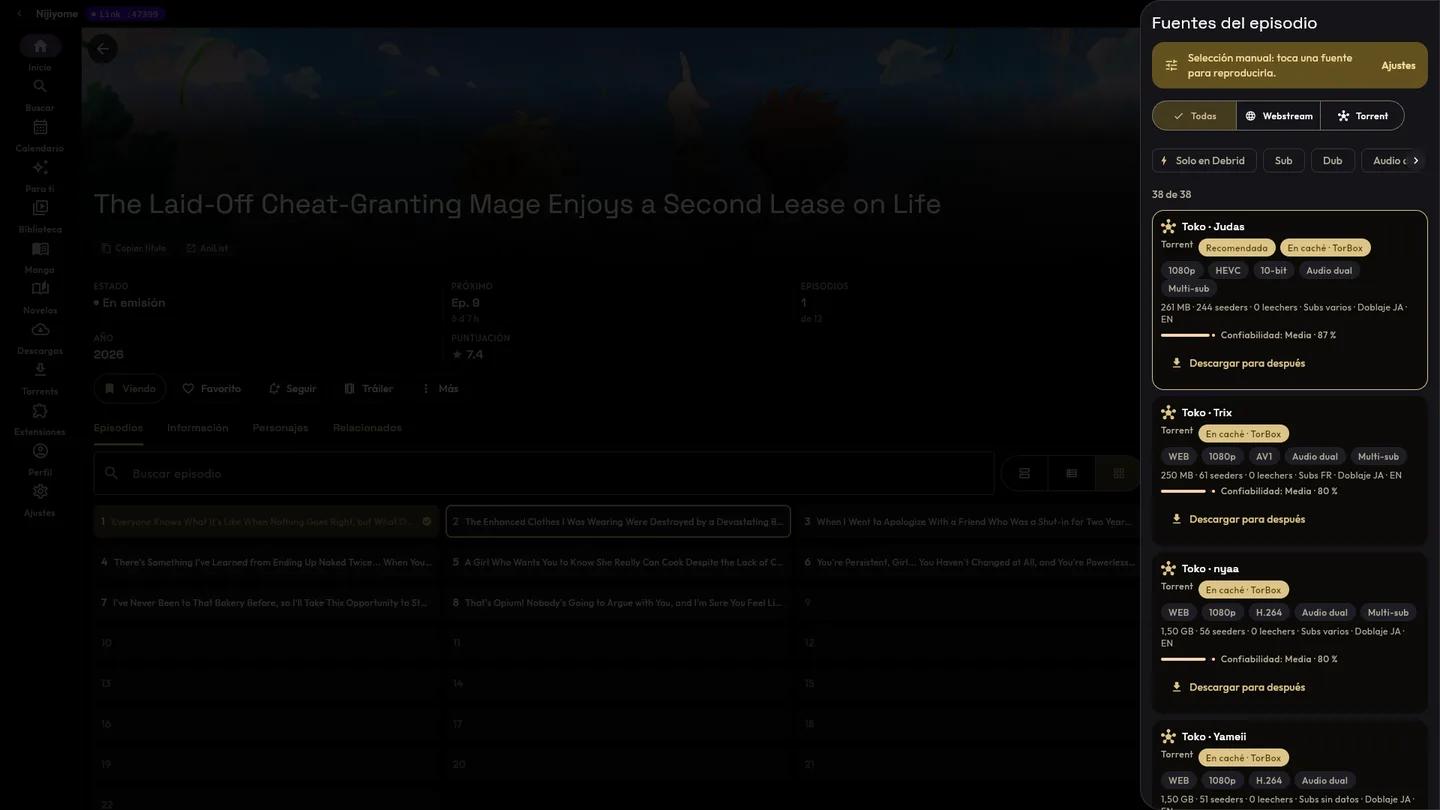 Nijiyome
Link :47399
Inicio
Buscar
Calendario
Para ti
Biblioteca
Manga
Novelas
Descargas
Torrents
Extensiones
Perfil
Ajustes
The Laid-Off Cheat-Granting Mage Enjoys a Second Lease on Life
Copiar título
AniList
ESTADO
En emisión
PRÓXIMO
Ep. 9
6 d 7 h
EPISODIOS
1
de 12
AÑO
2026
PUNTUACIÓN
7.4
Viendo
Favorito
Seguir
Tráiler
Más
Episodios
Información
Personajes
Relacionados
Buscar episodio
1 Everyone Knows What It's Like When Nothing Goes Right, but What D...
2 The Enhanced Clothes I Was Wearing Were Destroyed by a Devastating B...
3 When I Went to Apologize With a Friend Who Was a Shut-in for Two Year...
4 There's Something I've Learned from Ending Up Naked Twice... When You...
5 A Girl Who Wants You to Know She Really Can Cook Despite the Lack of C...
6 You're Persistent, Girl... You Haven't Changed at All, and You're Powerless...
7 I've Never Been to That Bakery Before, so I'll Take This Opportunity to St...
8 That's Opium! Nobody's Going to Argue with You, and I'm Sure You Feel Li...
9
10
11
12
13
14
15
16
17
18
19
20
21
22
Fuentes del episodio
Selección manual: toca una fuente
para reproducirla.
Ajustes
Todas
Webstream
Torrent
Solo en Debrid
Sub
Dub
Audio
38 de 38
Toko · Judas
Torrent
Recomendada
En caché · TorBox
1080p
HEVC
10-bit
Audio dual
Multi-sub
261 MB · 244 seeders · 0 leechers · Subs varios · Doblaje JA ·
EN
Confiabilidad: Media · 87 %
Descargar para después
Toko · Trix
Torrent
En caché · TorBox
WEB
1080p
AV1
Audio dual
Multi-sub
250 MB · 61 seeders · 0 leechers · Subs FR · Doblaje JA · EN
Confiabilidad: Media · 80 %
Descargar para después
Toko · nyaa
Torrent
En caché · TorBox
WEB
1080p
H.264
Audio dual
Multi-sub
1,50 GB · 56 seeders · 0 leechers · Subs varios · Doblaje JA ·
EN
Confiabilidad: Media · 80 %
Descargar para después
Toko · Yameii
Torrent
En caché · TorBox
WEB
1080p
H.264
Audio dual
1,50 GB · 51 seeders · 0 leechers · Subs sin datos · Doblaje JA ·